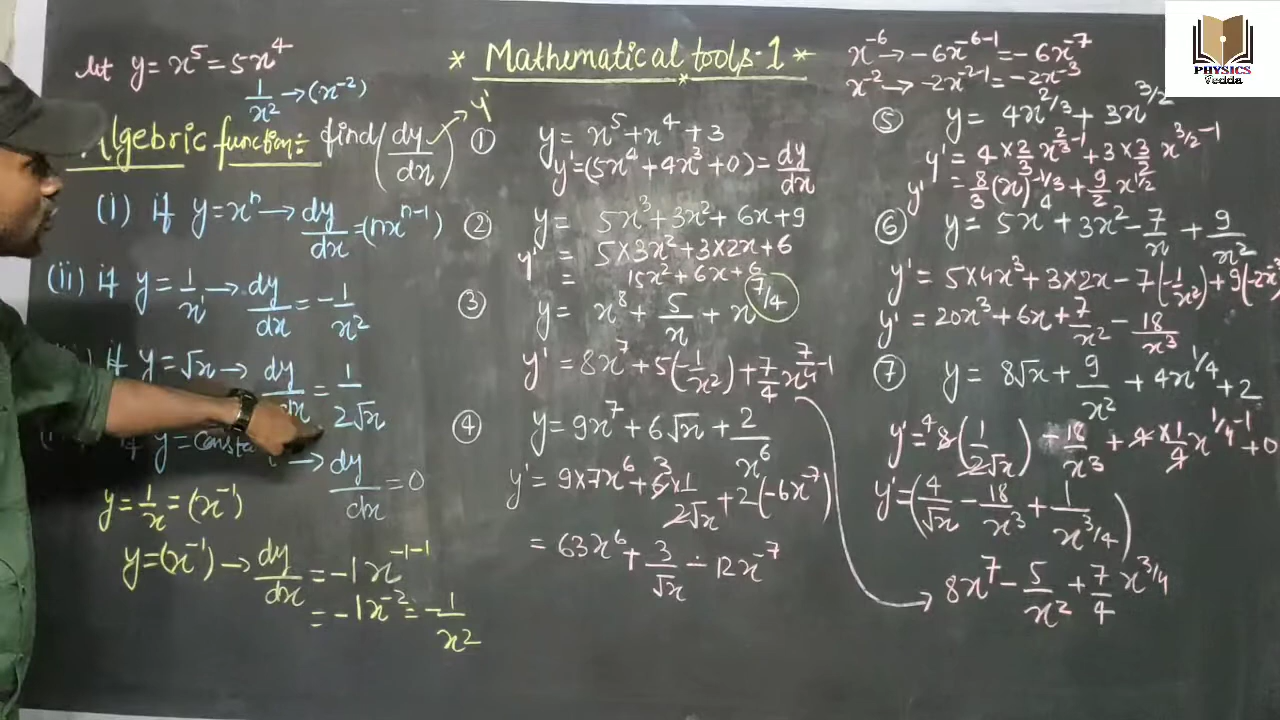 * Mathematical tools-1 *
let y = x⁵ = 5x⁴
1/x² → (x⁻²)
Algebric function:- find (dy/dx) → y'
(i) if y = xⁿ → dy/dx = (nxⁿ⁻¹)
(ii) if y = 1/x → dy/dx = -1/x²
if y = √x → dy/dx = 1/2√x
if y = Consta → dy/dx = 0
y = 1/x = (x⁻¹)
y = (x⁻¹) → dy/dx = -1x⁻¹⁻¹
= -1x⁻² = -1/x²
① y = x⁵ + x⁴ + 3
y' = (5x⁴ + 4x³ + 0) = dy/dx
② y = 5x³ + 3x² + 6x + 9
y' = 5×3x² + 3×2x + 6
= 15x² + 6x + 6
③ y = x⁸ + 5/x + x^(7/4)
y' = 8x⁷ + 5(-1/x²) + 7/4 x^(7/4-1)
④ y = 9x⁷ + 6√x + 2/x⁶
y' = 9×7x⁶ + 6 3 × 1/2√x + 2(-6x⁻⁷)
= 63x⁶ + 3/√x - 12x⁻⁷
x⁻⁶ → -6x⁻⁶⁻¹ = -6x⁻⁷
x⁻² → -2x⁻²⁻¹ = -2x⁻³
⑤ y = 4x^(2/3) + 3x^(3/2)
y' = 4 × 2/3 x^(2/3-1) + 3 × 3/2 x^(3/2-1)
y' = 8/3 (x)^(-1/3) + 9/2 x^(1/2)
⑥ y = 5x⁴ + 3x² - 7/x + 9/x²
y' = 5×4x³ + 3×2x - 7(-1/x²) + 9(-2x⁻³
y' = 20x³ + 6x + 7/x² - 18/x³
⑦ y = 8√x + 9/x² + 4x^(1/4) + 2
y' = 4 8(1/2√x) - 18/x³ + 4 × 1/4 x^(1/4-1) + 0
y' = (4/√x - 18/x³ + 1/x^(3/4))
8x⁷ - 5/x² + 7/4 x^(3/4)
PHYSICS
Vedda